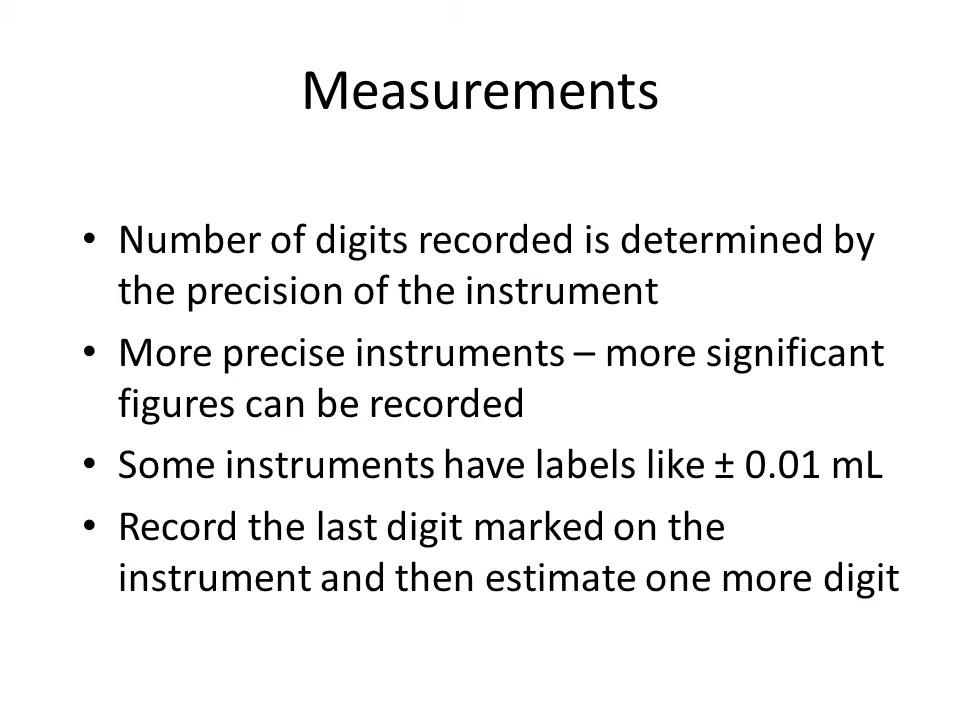 Measurements
• Number of digits recorded is determined by
the precision of the instrument
• More precise instruments – more significant
figures can be recorded
• Some instruments have labels like ± 0.01 mL
• Record the last digit marked on the
instrument and then estimate one more digit